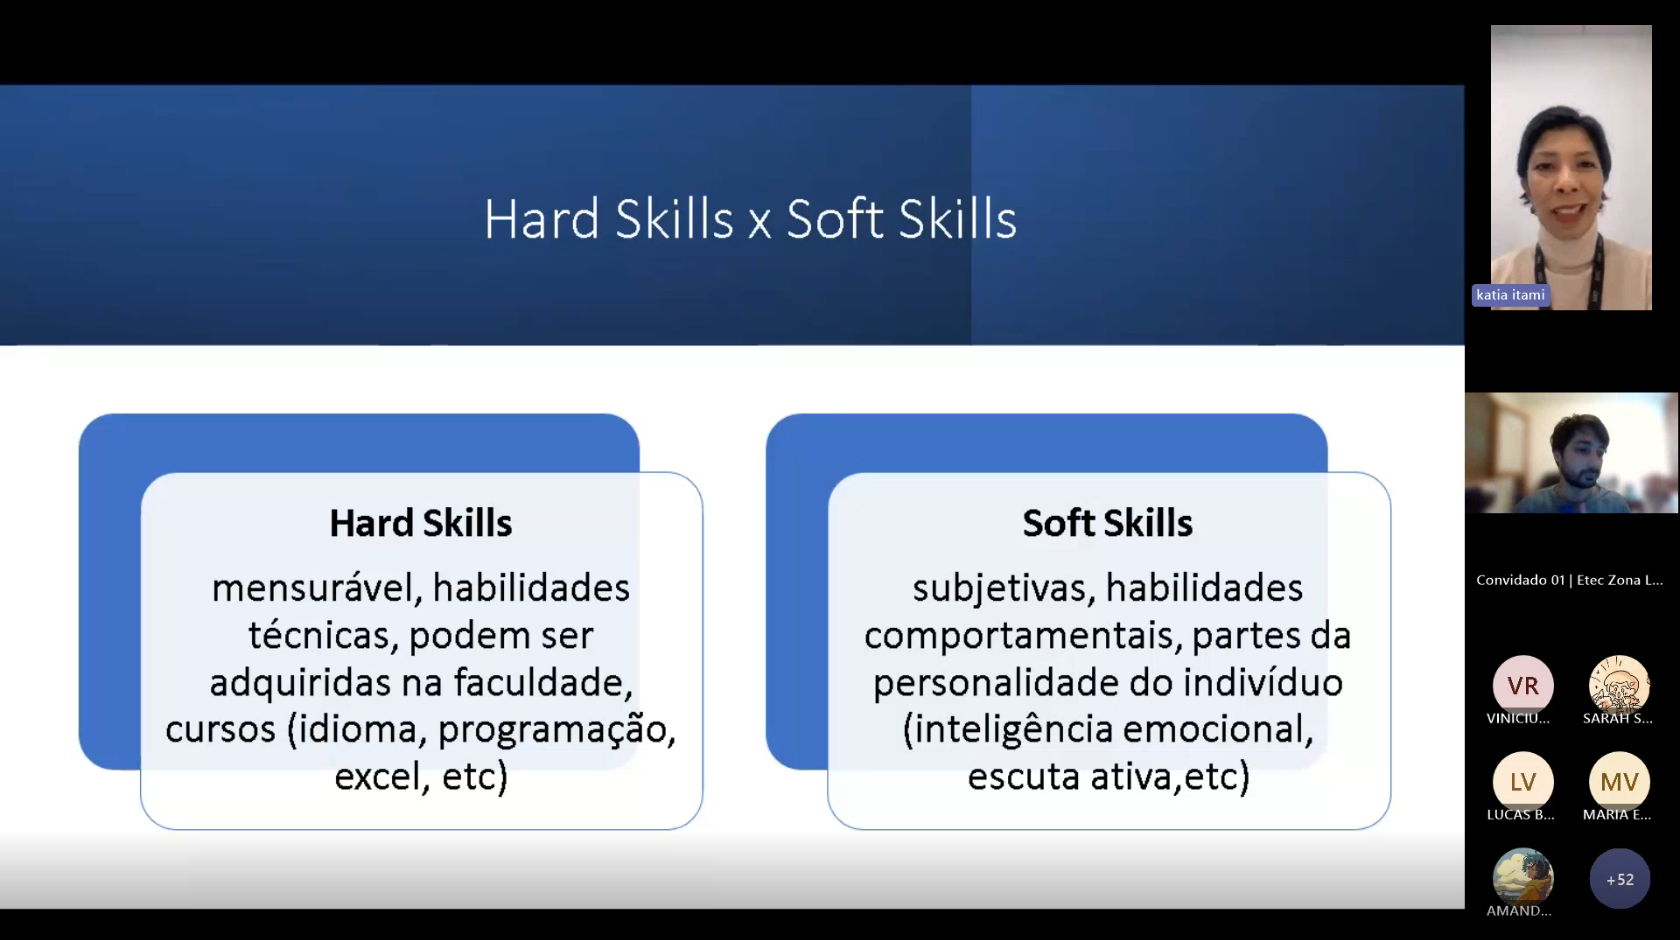 Hard Skills x Soft Skills
Hard Skills
mensurável, habilidades
técnicas, podem ser
adquiridas na faculdade,
cursos (idioma, programação,
excel, etc)
Soft Skills
subjetivas, habilidades
comportamentais, partes da
personalidade do indivíduo
(inteligência emocional,
escuta ativa,etc)
katia itami
Convidado 01 | Etec Zona L...
VR
VINICIU...
SARAH S...
LV
LUCAS B...
MV
MARIA E...
AMAND...
+52